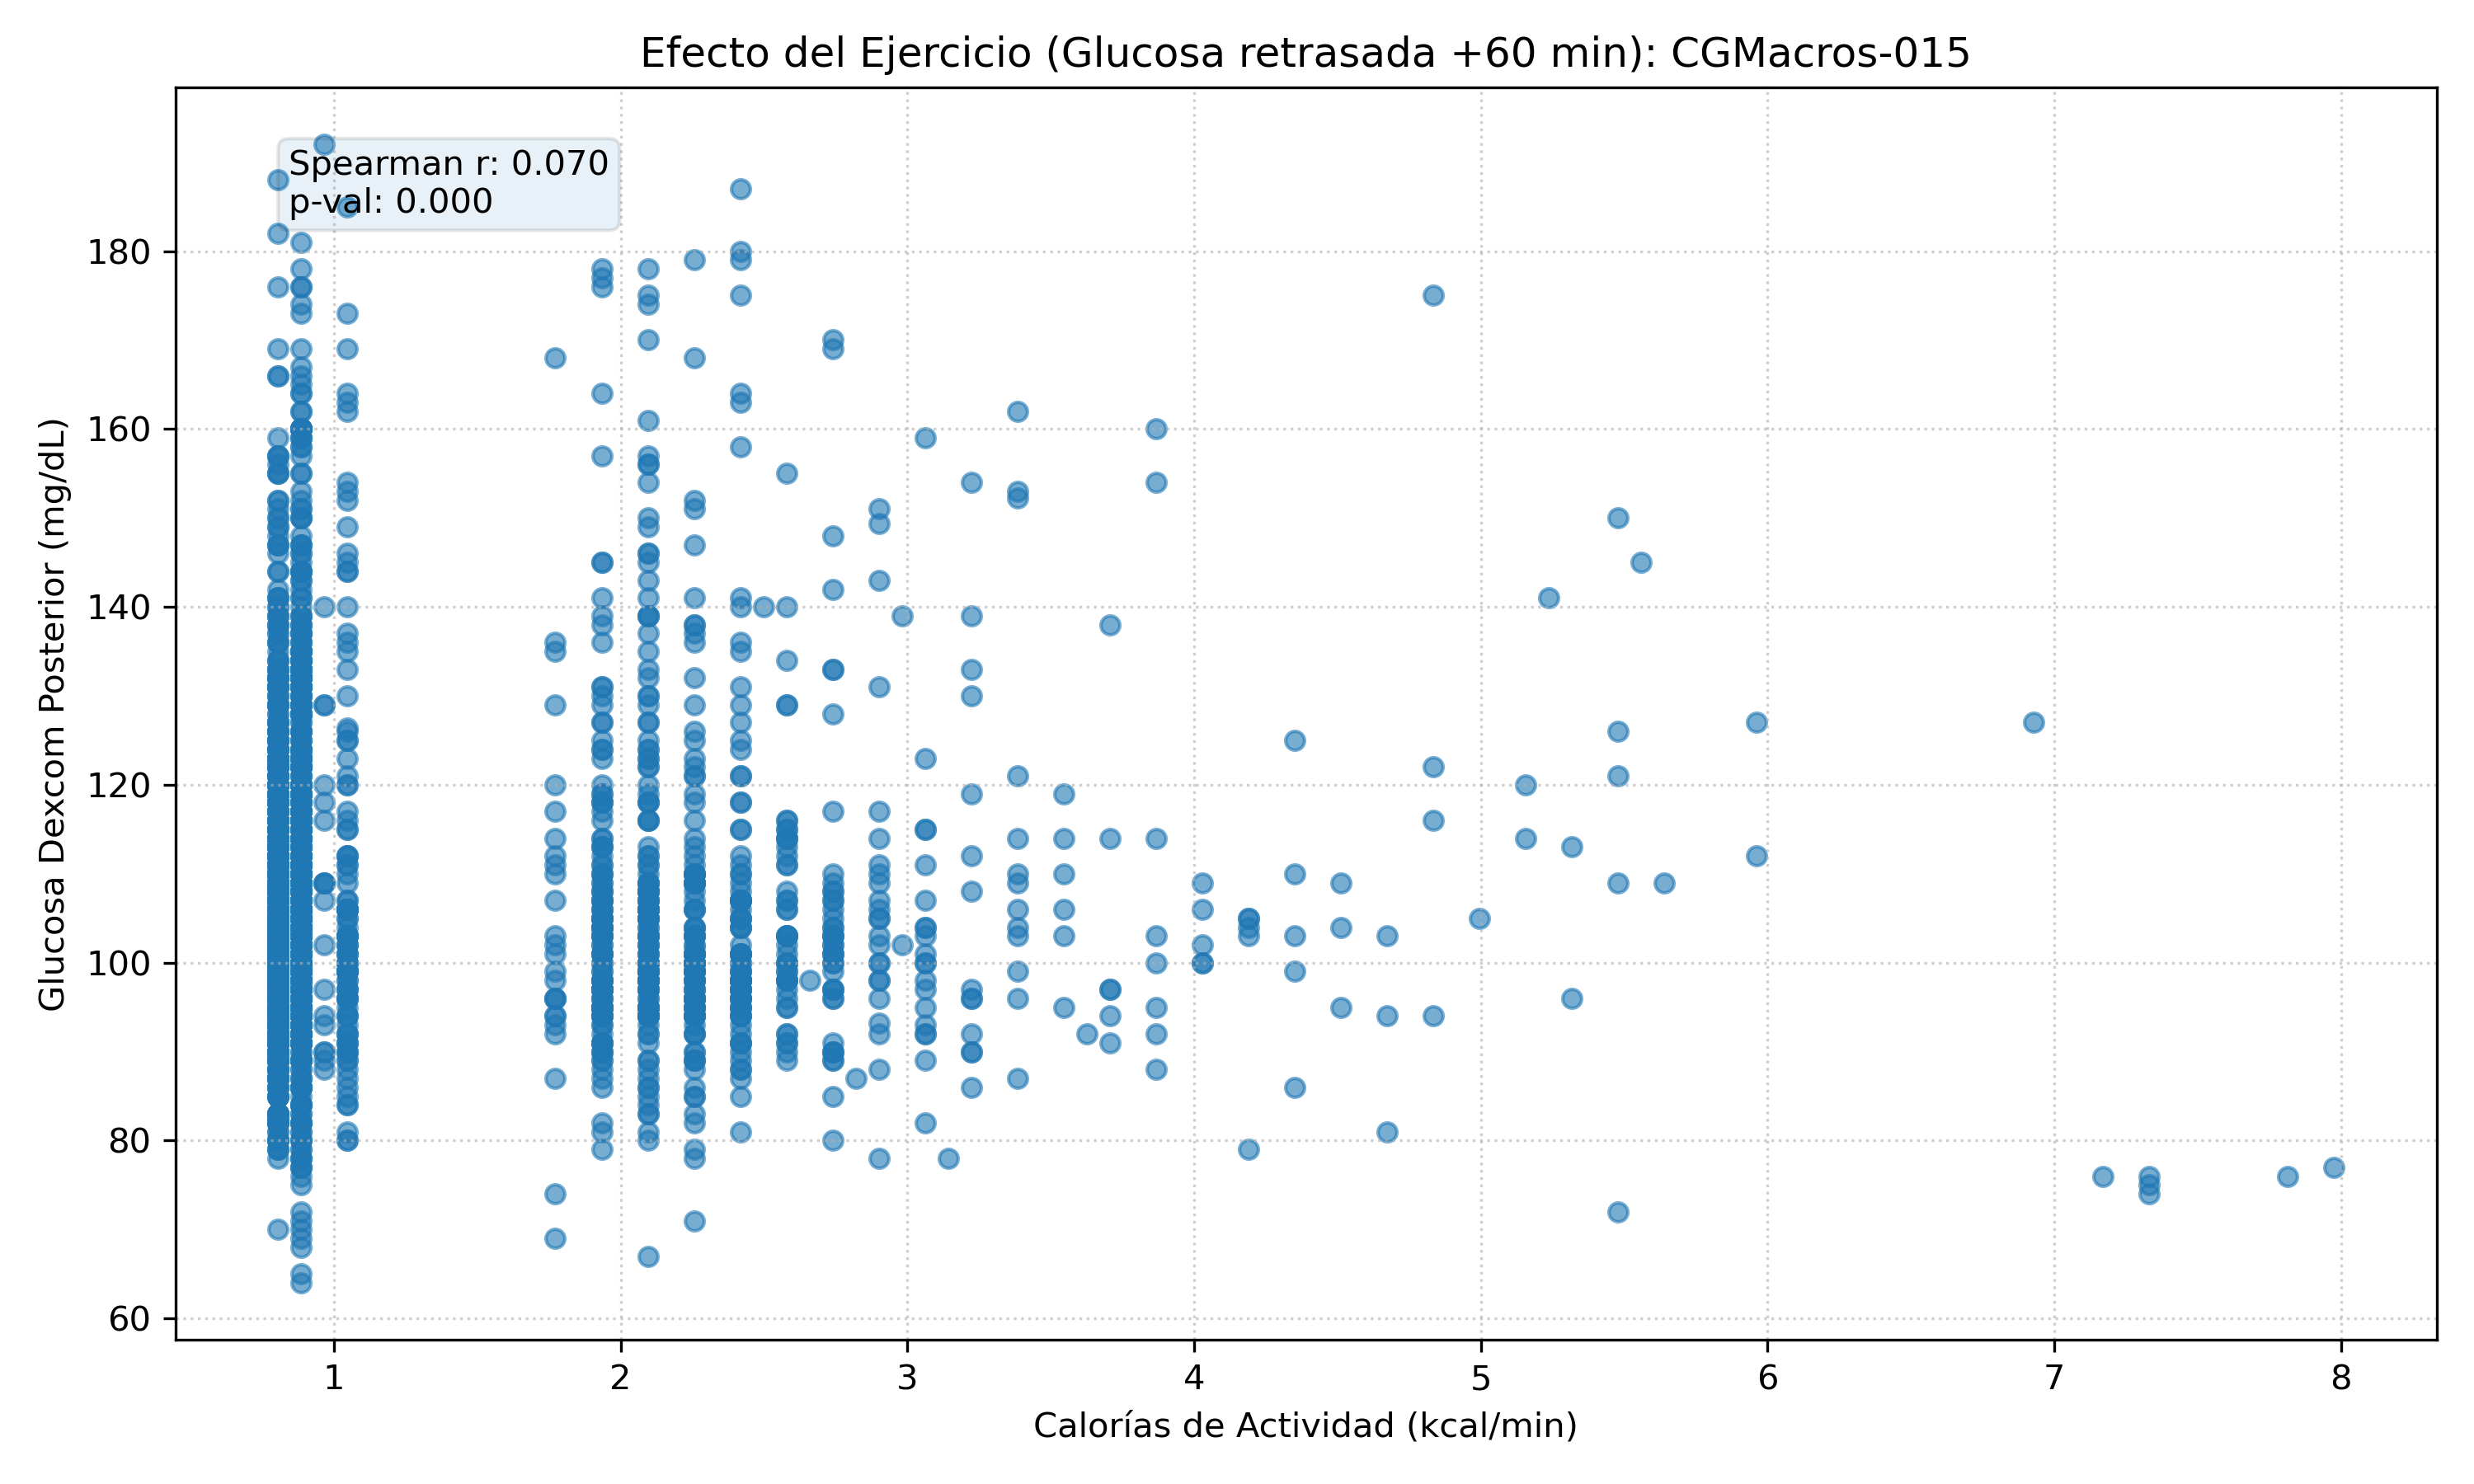 Efecto del Ejercicio (Glucosa retrasada +60 min): CGMacros-015
Spearman r: 0.070
p-val: 0.000
Glucosa Dexcom Posterior (mg/dL)
180
160
140
120
100
80
60
1 2 3 4 5 6 7 8
Calorías de Actividad (kcal/min)